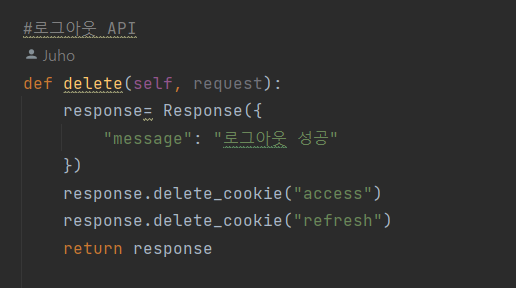 #로그아웃 API
Juho
def delete(self, request):
    response= Response({
        "message": "로그아웃 성공"
    })
    response.delete_cookie("access")
    response.delete_cookie("refresh")
    return response